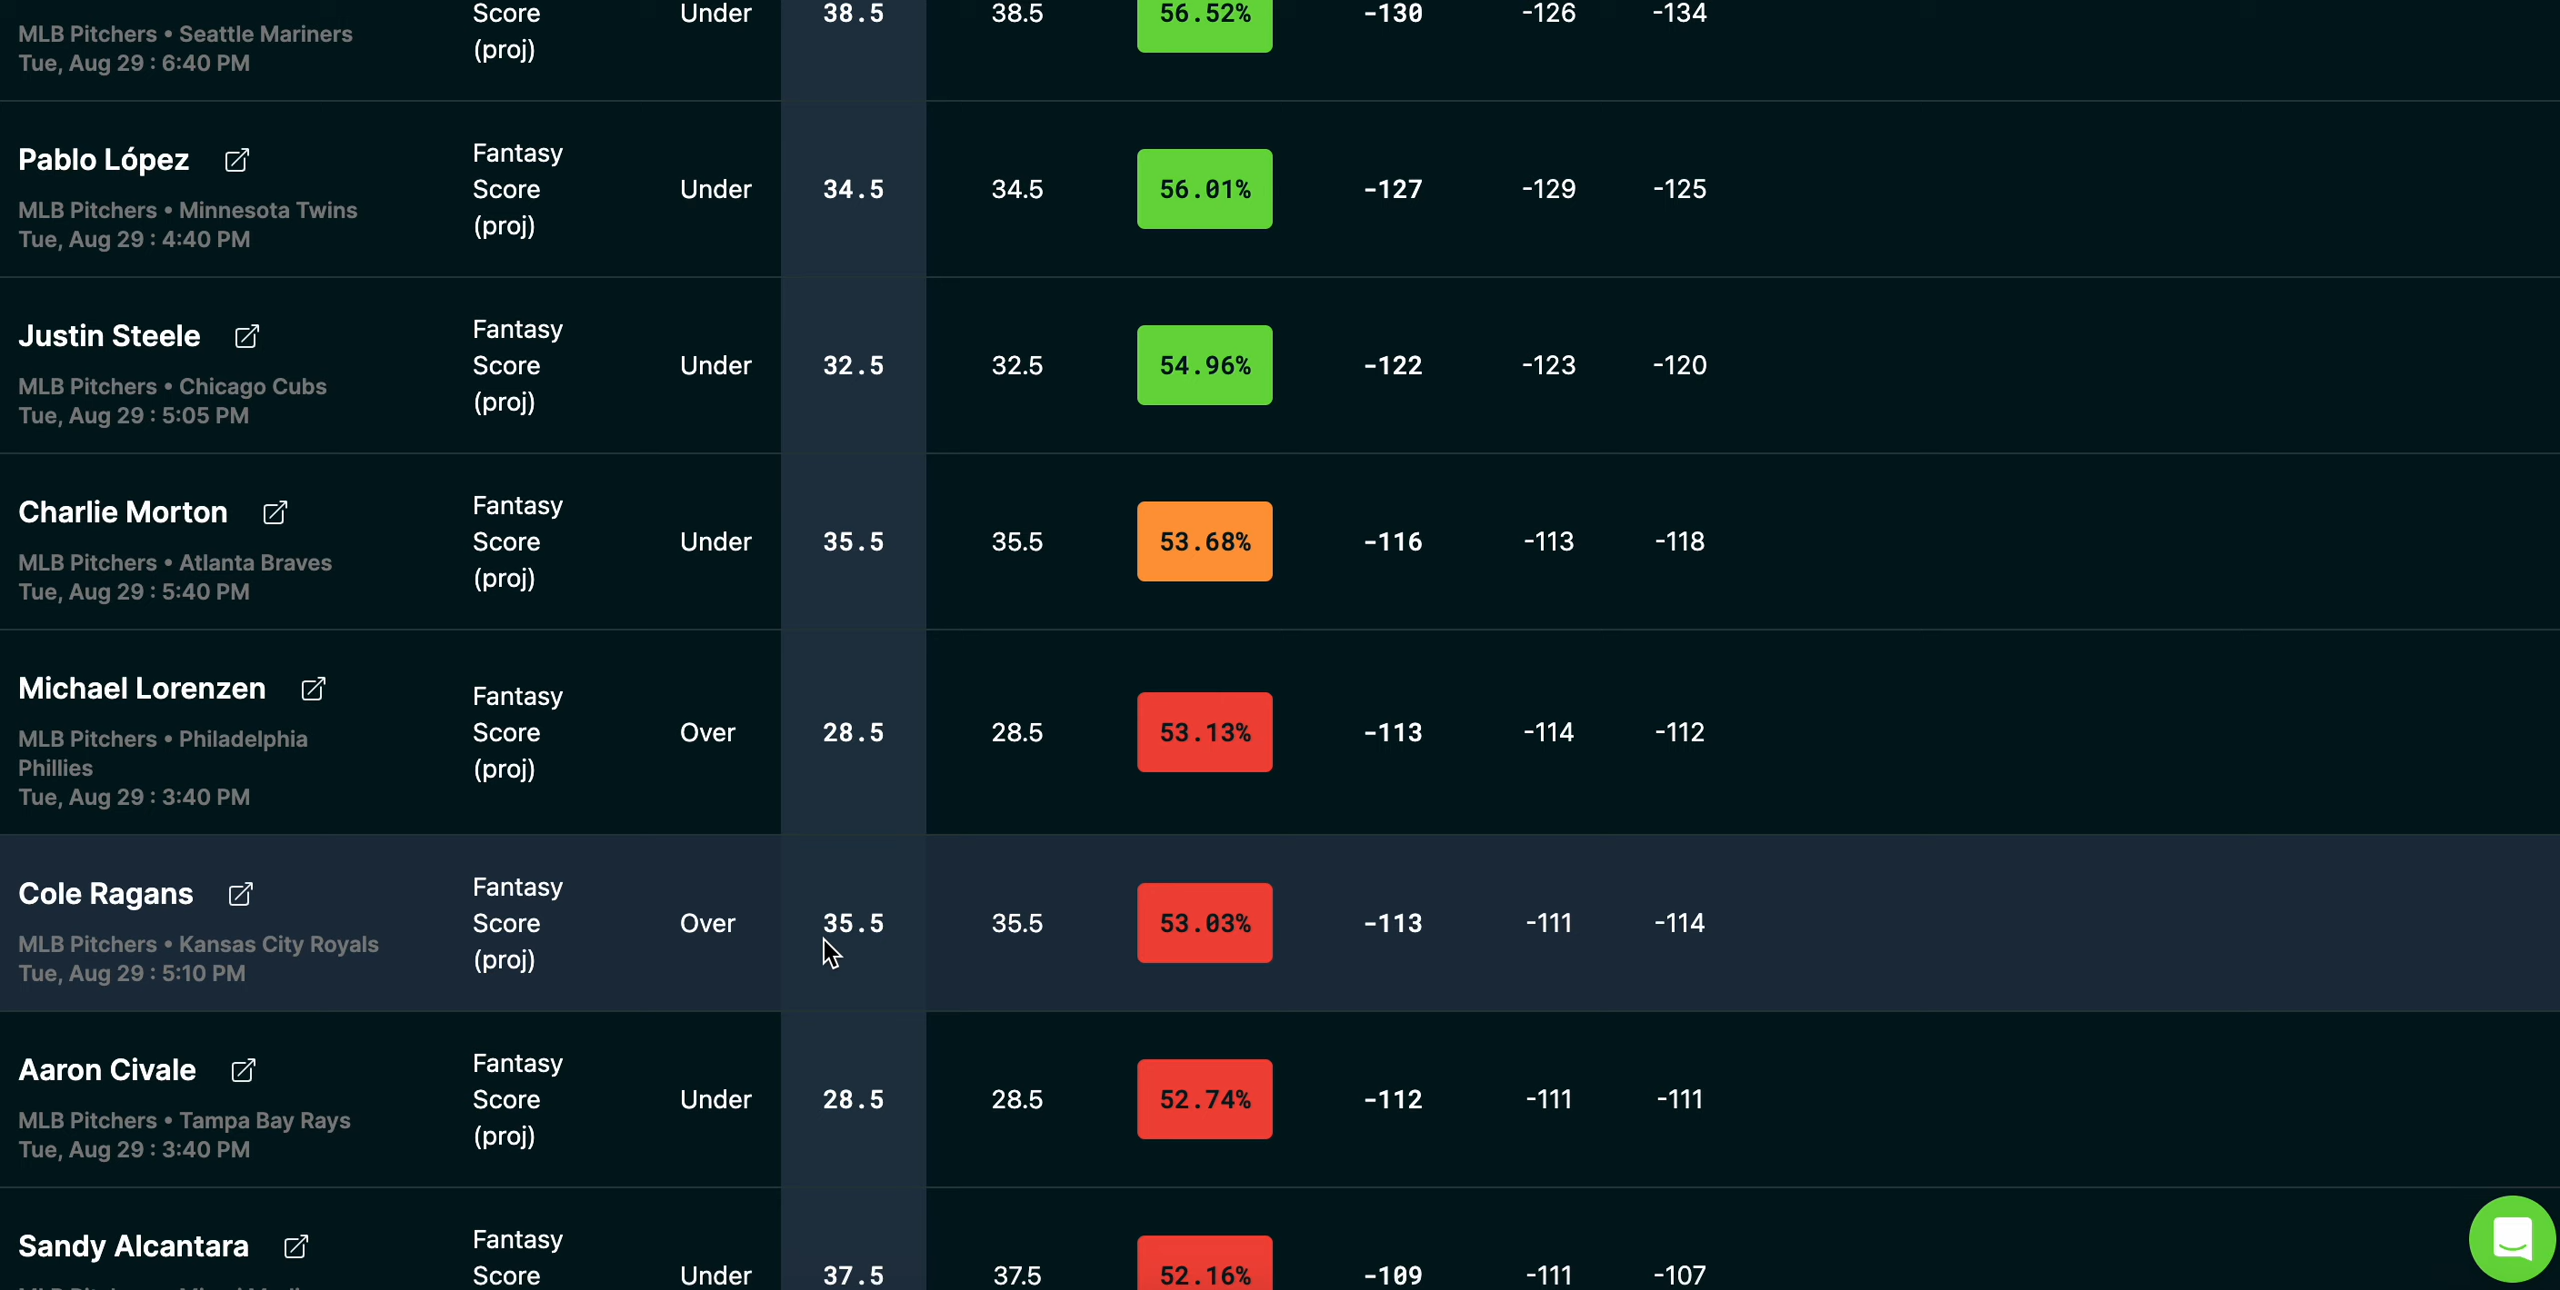 Score Under 38.5 38.5 56.52% -130 -126 -134
MLB Pitchers • Seattle Mariners
(proj)
Tue, Aug 29 : 6:40 PM
Fantasy
Pablo López
Score Under 34.5 34.5 56.01% -127 -129 -125
MLB Pitchers • Minnesota Twins
(proj)
Tue, Aug 29 : 4:40 PM
Fantasy
Justin Steele
Score Under 32.5 32.5 54.96% -122 -123 -120
MLB Pitchers • Chicago Cubs
(proj)
Tue, Aug 29 : 5:05 PM
Fantasy
Charlie Morton
Score Under 35.5 35.5 53.68% -116 -113 -118
MLB Pitchers • Atlanta Braves
(proj)
Tue, Aug 29 : 5:40 PM
Michael Lorenzen
Fantasy
Score Over 28.5 28.5 53.13% -113 -114 -112
MLB Pitchers • Philadelphia
Phillies
(proj)
Tue, Aug 29 : 3:40 PM
Fantasy
Cole Ragans
Score Over 35.5 35.5 53.03% -113 -111 -114
MLB Pitchers • Kansas City Royals
(proj)
Tue, Aug 29 : 5:10 PM
Fantasy
Aaron Civale
Score Under 28.5 28.5 52.74% -112 -111 -111
MLB Pitchers • Tampa Bay Rays
(proj)
Tue, Aug 29 : 3:40 PM
Fantasy
Sandy Alcantara
Score Under 37.5 37.5 52.16% -109 -111 -107